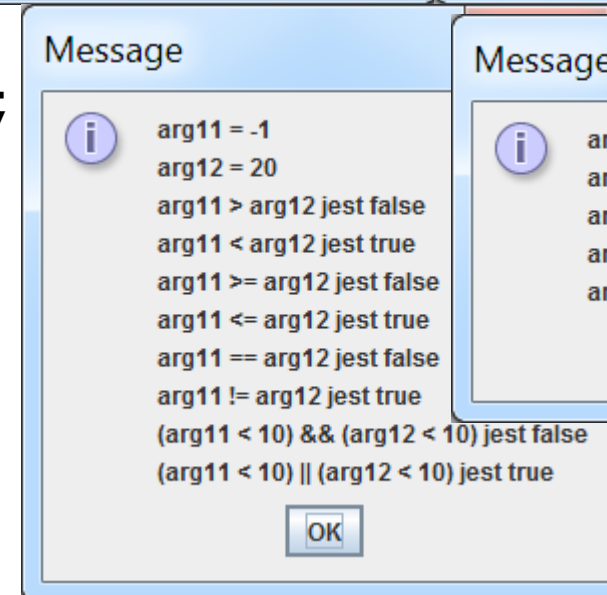 ;
Message
arg11 = -1
arg12 = 20
arg11 > arg12 jest false
arg11 < arg12 jest true
arg11 >= arg12 jest false
arg11 <= arg12 jest true
arg11 == arg12 jest false
arg11 != arg12 jest true
(arg11 < 10) && (arg12 < 10) jest false
(arg11 < 10) || (arg12 < 10) jest true
OK
Message